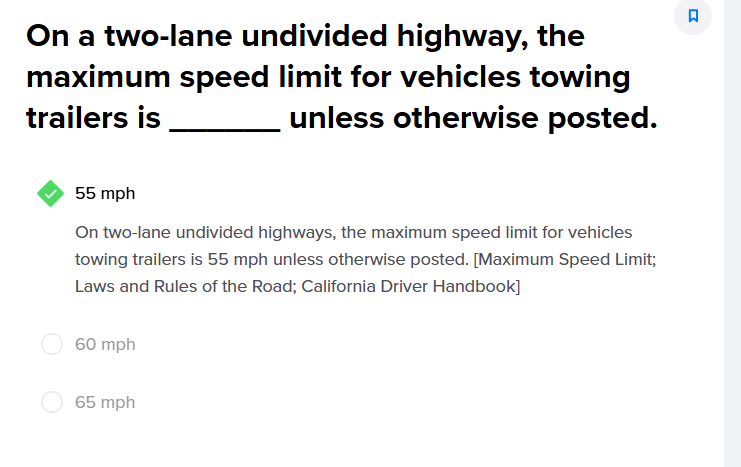 On a two-lane undivided highway, the
maximum speed limit for vehicles towing
trailers is _______ unless otherwise posted.
55 mph
On two-lane undivided highways, the maximum speed limit for vehicles
towing trailers is 55 mph unless otherwise posted. [Maximum Speed Limit;
Laws and Rules of the Road; California Driver Handbook]
60 mph
65 mph